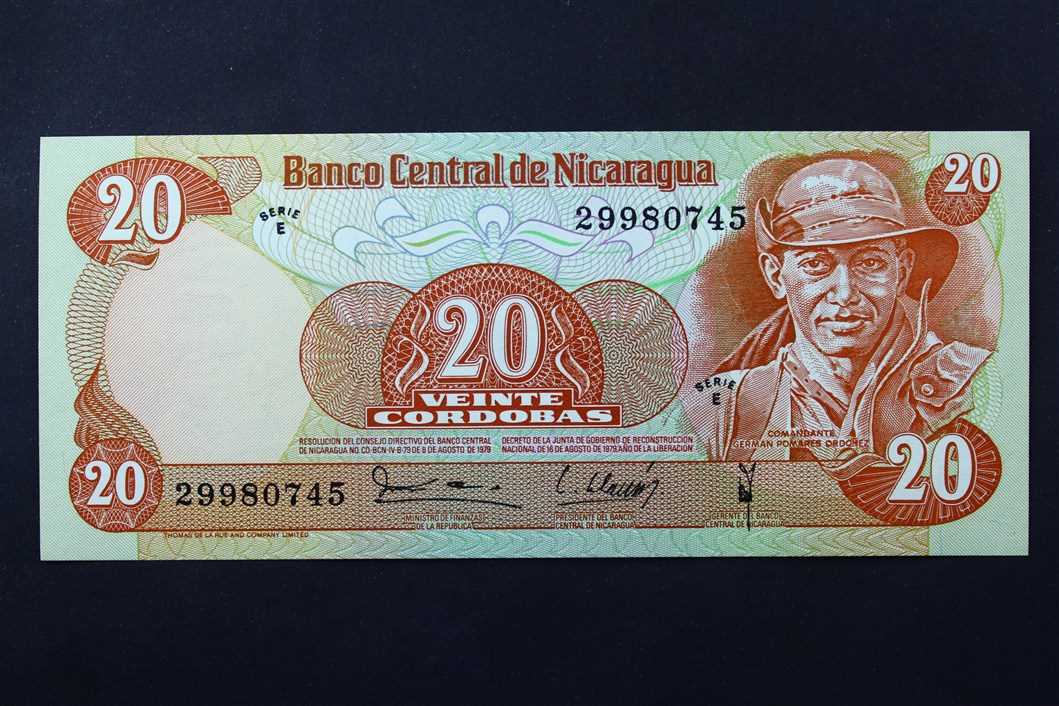 20
Banco Central de Nicaragua
20
SERIE
E
29980745
20
VEINTE
CORDOBAS
SERIE
E
RESOLUCION DEL CONSEJO DIRECTIVO DEL BANCO CENTRAL
DE NICARAGUA NO. CD-BCN-IV-B-79 DE 8 DE AGOSTO DE 1979
DECRETO DE LA JUNTA DE GOBIERNO DE RECONSTRUCCION
NACIONAL DE 16 DE AGOSTO DE 1979. AÑO DE LA LIBERACION
COMANDANTE
GERMAN POMARES ORDOÑEZ
20
29980745
20
MINISTRO DE FINANZAS
DE LA REPUBLICA
PRESIDENTE DEL BANCO
CENTRAL DE NICARAGUA
GERENTE DEL BANCO
CENTRAL DE NICARAGUA
THOMAS DE LA RUE AND COMPANY LIMITED